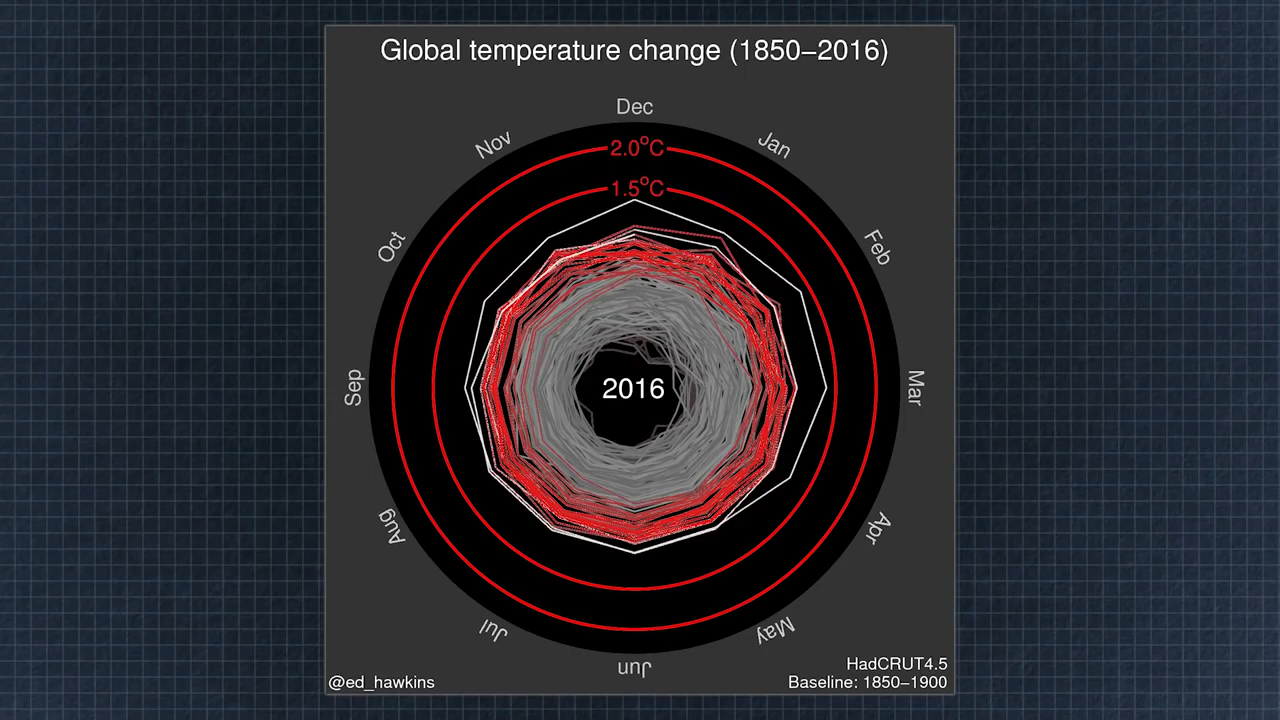 Global temperature change (1850–2016)
Dec
Nov
Jan
2.0°C
1.5°C
Oct
Feb
2016
Sep
Mar
Aug
Apr
Jul
May
Jun
HadCRUT4.5
@ed_hawkins
Baseline: 1850–1900